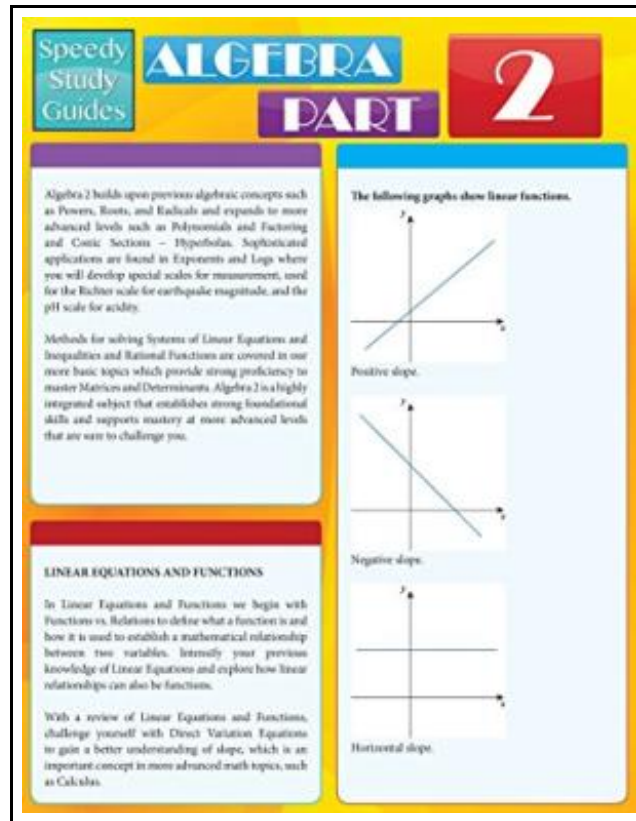 Speedy
Study
Guides
ALGEBRA
PART
2
Algebra 2 builds upon previous algebraic concepts such
as Powers, Roots, and Radicals and expands to more
advanced levels such as Polynomials and Factoring
and Conic Sections – Hyperbolas. Sophisticated
applications are found in Exponents and Logs where
you will develop special scales for measurement, used
for the Richter scale for earthquake magnitude, and the
pH scale for acidity.
Methods for solving Systems of Linear Equations and
Inequalities and Rational Functions are covered in our
more basic topics which provide strong proficiency to
master Matrices and Determinants. Algebra 2 is a highly
integrated subject that establishes strong foundational
skills and supports mastery at more advanced levels
that are sure to challenge you.
LINEAR EQUATIONS AND FUNCTIONS
In Linear Equations and Functions we begin with
Functions vs. Relations to define what a function is and
how it is used to establish a mathematical relationship
between two variables. Intensify your previous
knowledge of Linear Equations and explore how linear
relationships can also be functions.
With a review of Linear Equations and Functions,
challenge yourself with Direct Variation Equations
to gain a better understanding of slope, which is an
important concept in more advanced math topics, such
as Calculus.
The following graphs show linear functions.
y
x
Positive slope.
y
x
Negative slope.
y
x
Horizontal slope.